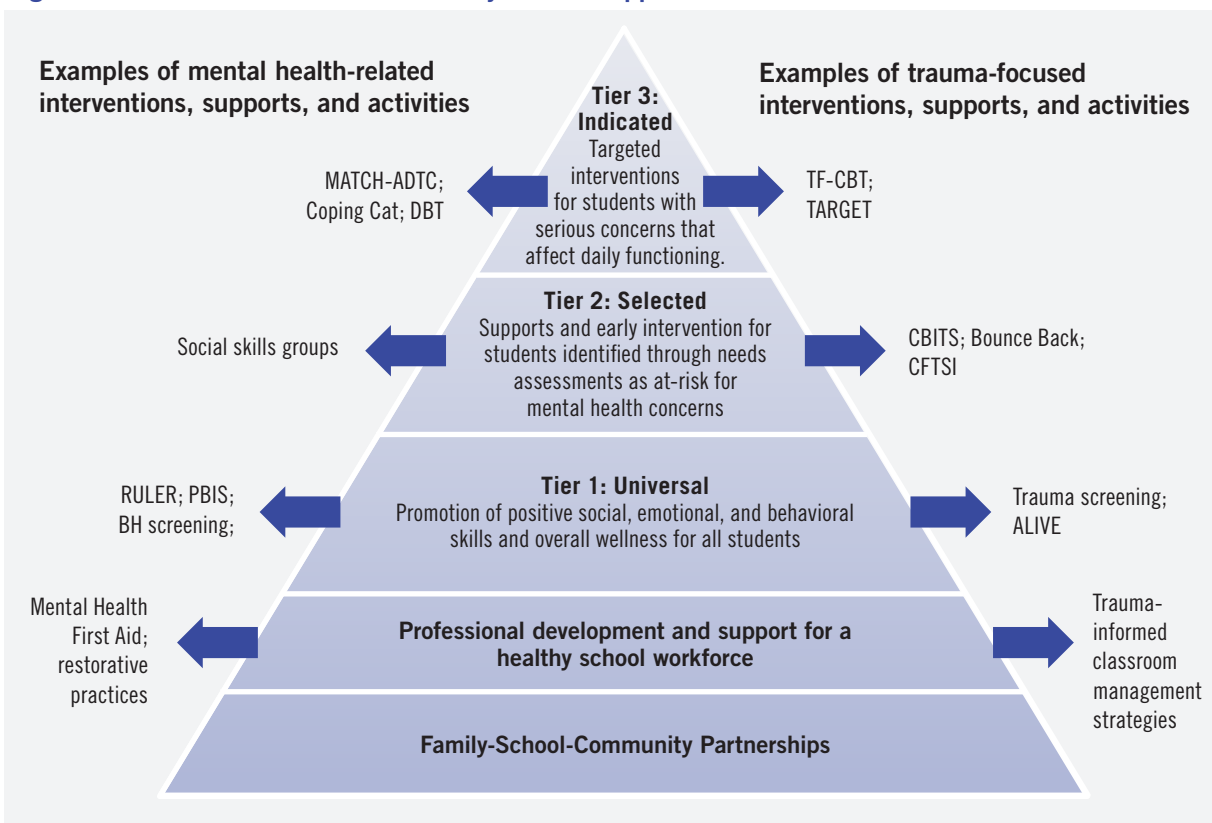 Examples of mental health-related
interventions, supports, and activities
Examples of trauma-focused
interventions, supports, and activities
Tier 3:
Indicated
Targeted
interventions
for students with
serious concerns that
affect daily functioning.
MATCH-ADTC;
Coping Cat; DBT
TF-CBT;
TARGET
Tier 2: Selected
Supports and early intervention for
students identified through needs
assessments as at-risk for
mental health concerns
Social skills groups
CBITS; Bounce Back;
CFTSI
Tier 1: Universal
Promotion of positive social, emotional, and behavioral
skills and overall wellness for all students
RULER; PBIS;
BH screening;
Trauma screening;
ALIVE
Professional development and support for a
healthy school workforce
Mental Health
First Aid;
restorative
practices
Trauma-
informed
classroom
management
strategies
Family-School-Community Partnerships